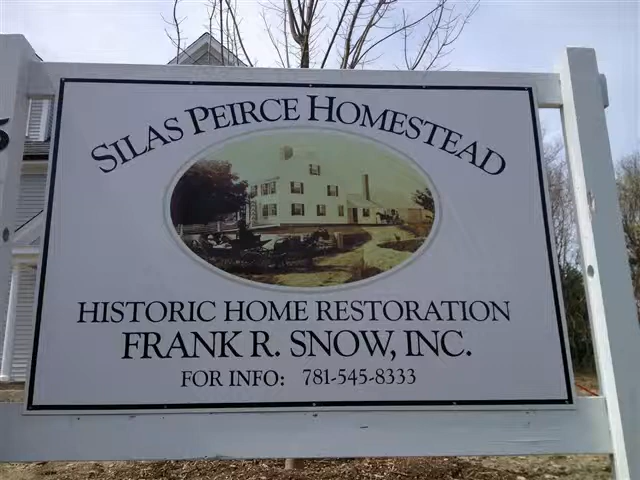 SILAS PEIRCE HOMESTEAD
HISTORIC HOME RESTORATION
FRANK R. SNOW, INC.
FOR INFO: 781-545-8333